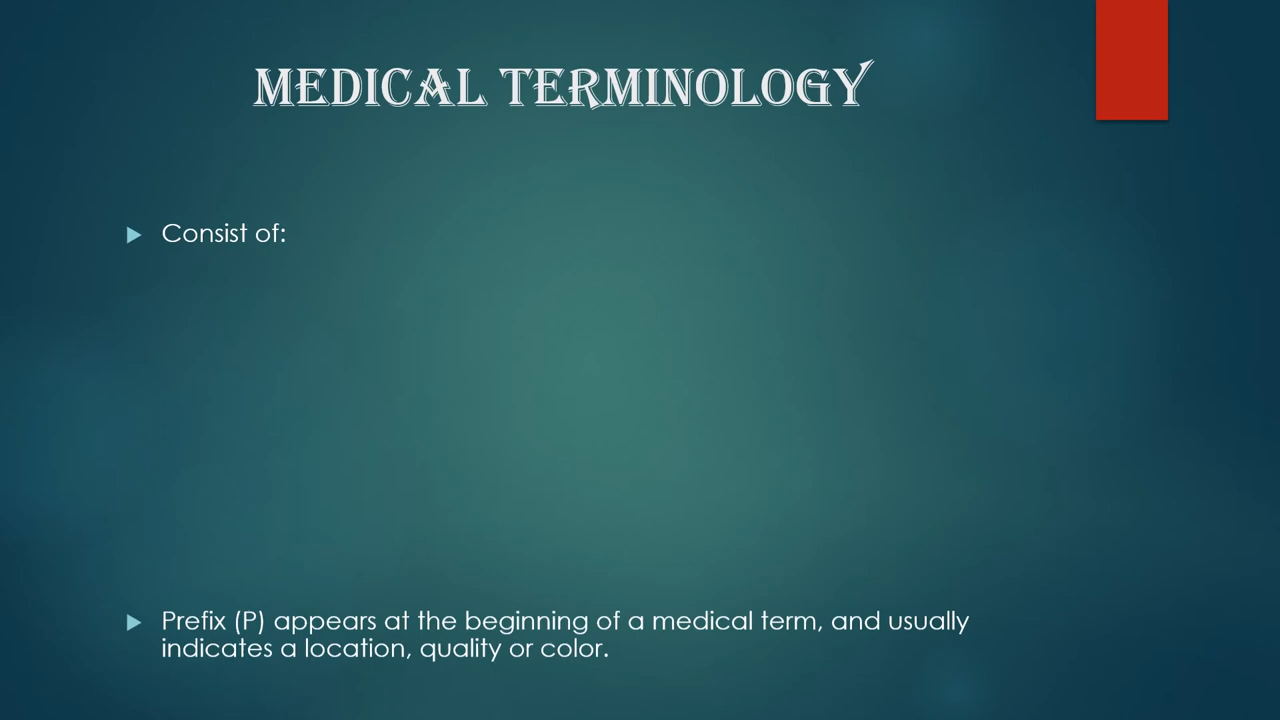 MEDICAL TERMINOLOGY
Consist of:
Prefix (P) appears at the beginning of a medical term, and usually
indicates a location, quality or color.